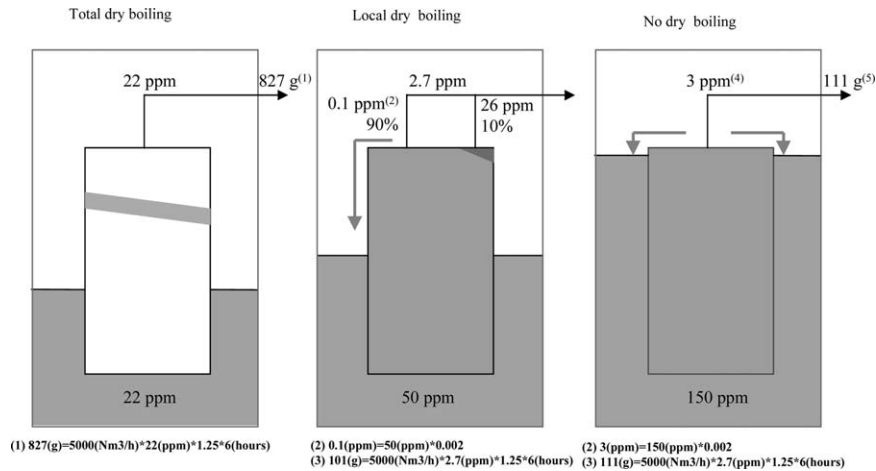 Total dry boiling
Local dry boiling
No dry boiling
22 ppm
827 g(1)
2.7 ppm
0.1 ppm(2)
90%
26 ppm
10%
3 ppm(4)
111 g(5)
22 ppm
50 ppm
150 ppm
(1) 827(g)=5000(Nm3/h)*22(ppm)*1.25*6(hours)
(2) 0.1(ppm)=50(ppm)*0.002
(3) 101(g)=5000(Nm3/h)*2.7(ppm)*1.25*6(hours)
(2) 3(ppm)=150(ppm)*0.002
(3) 111(g)=5000(Nm3/h)*2.7(ppm)*1.25*6(hours)